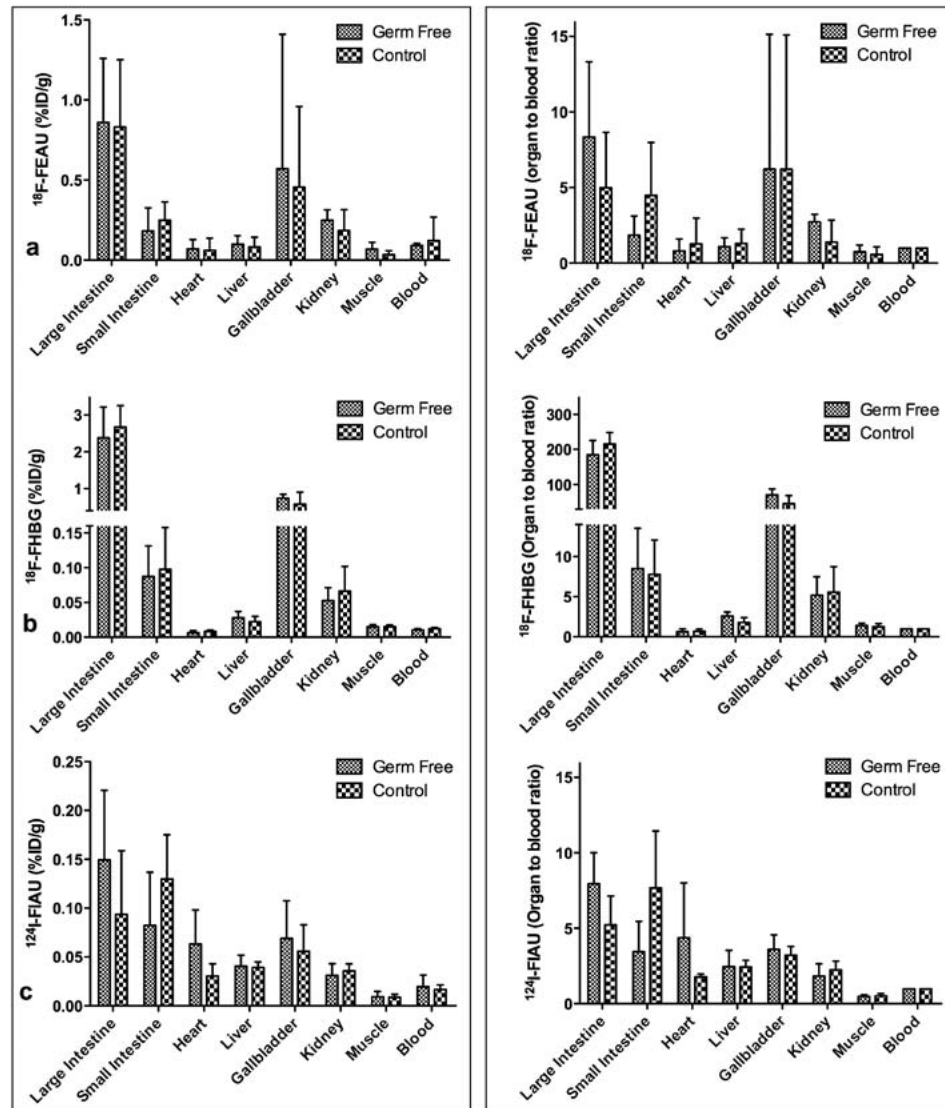 1.5
1.0
0.5
0.0
¹⁸F-FEAU (%ID/g)
Germ Free
Control
a
Large Intestine
Small Intestine
Heart
Liver
Gallbladder
Kidney
Muscle
Blood
15
10
5
0
¹⁸F-FEAU (organ to blood ratio)
Germ Free
Control
Large Intestine
Small Intestine
Heart
Liver
Gallbladder
Kidney
Muscle
Blood
3
2
1
0.15
0.10
0.05
0.00
¹⁸F-FHBG (%ID/g)
Germ Free
Control
b
Large Intestine
Small Intestine
Heart
Liver
Gallbladder
Kidney
Muscle
Blood
300
200
100
10
5
0
¹⁸F-FHBG (Organ to blood ratio)
Germ Free
Control
Large Intestine
Small Intestine
Heart
Liver
Gallbladder
Kidney
Muscle
Blood
0.25
0.20
0.15
0.10
0.05
0.00
¹²⁴I-FIAU (%ID/g)
Germ Free
Control
c
Large Intestine
Small Intestine
Heart
Liver
Gallbladder
Kidney
Muscle
Blood
15
10
5
0
¹²⁴I-FIAU (Organ to blood ratio)
Germ Free
Control
Large Intestine
Small Intestine
Heart
Liver
Gallbladder
Kidney
Muscle
Blood